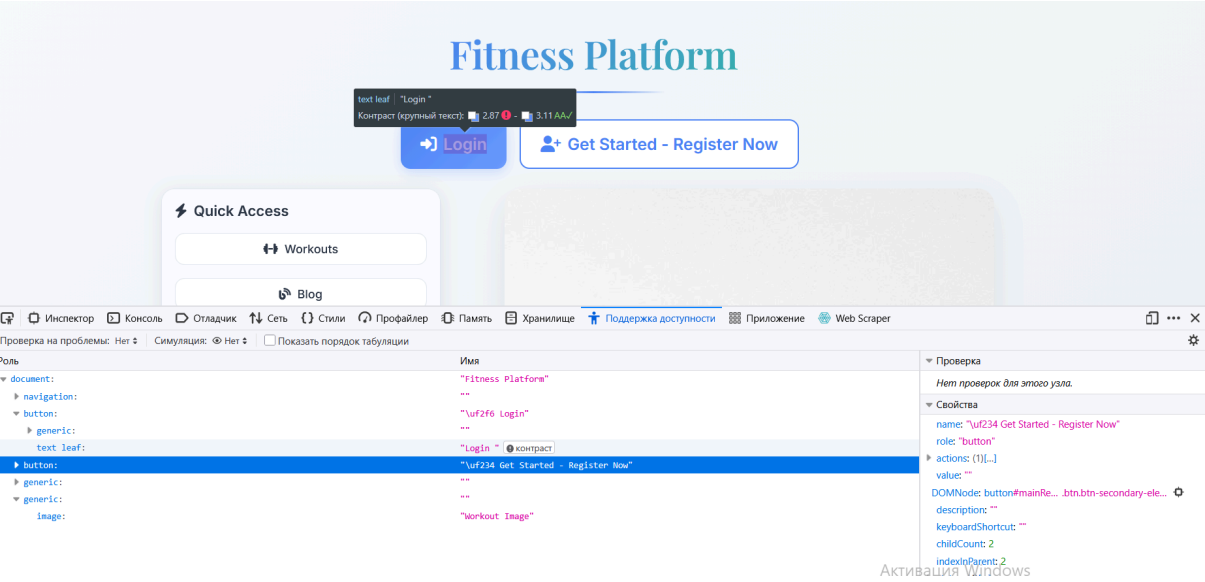 Fitness Platform
text leaf "Login "
Контраст (крупный текст): 2.87 - 3.11 AA✓
Login
Get Started - Register Now
Quick Access
Workouts
Blog
Инспектор Консоль Отладчик Сеть Стили Профайлер Память Хранилище Поддержка доступности Приложение Web Scraper
Проверка на проблемы: Нет Симуляция: Нет Показать порядок табуляции
Роль Имя
document: "Fitness Platform"
navigation: ""
button: "\uf2f6 Login"
generic: ""
text leaf: "Login " контраст
button: "\uf234 Get Started - Register Now"
generic: ""
generic: ""
image: "Workout Image"
Проверка
Нет проверок для этого узла.
Свойства
name: "\uf234 Get Started - Register Now"
role: "button"
actions: (1)[…]
value: ""
DOMNode: button#mainRe… .btn.btn-secondary-ele…
description: ""
keyboardShortcut: ""
childCount: 2
indexInParent: 2
Активация Windows